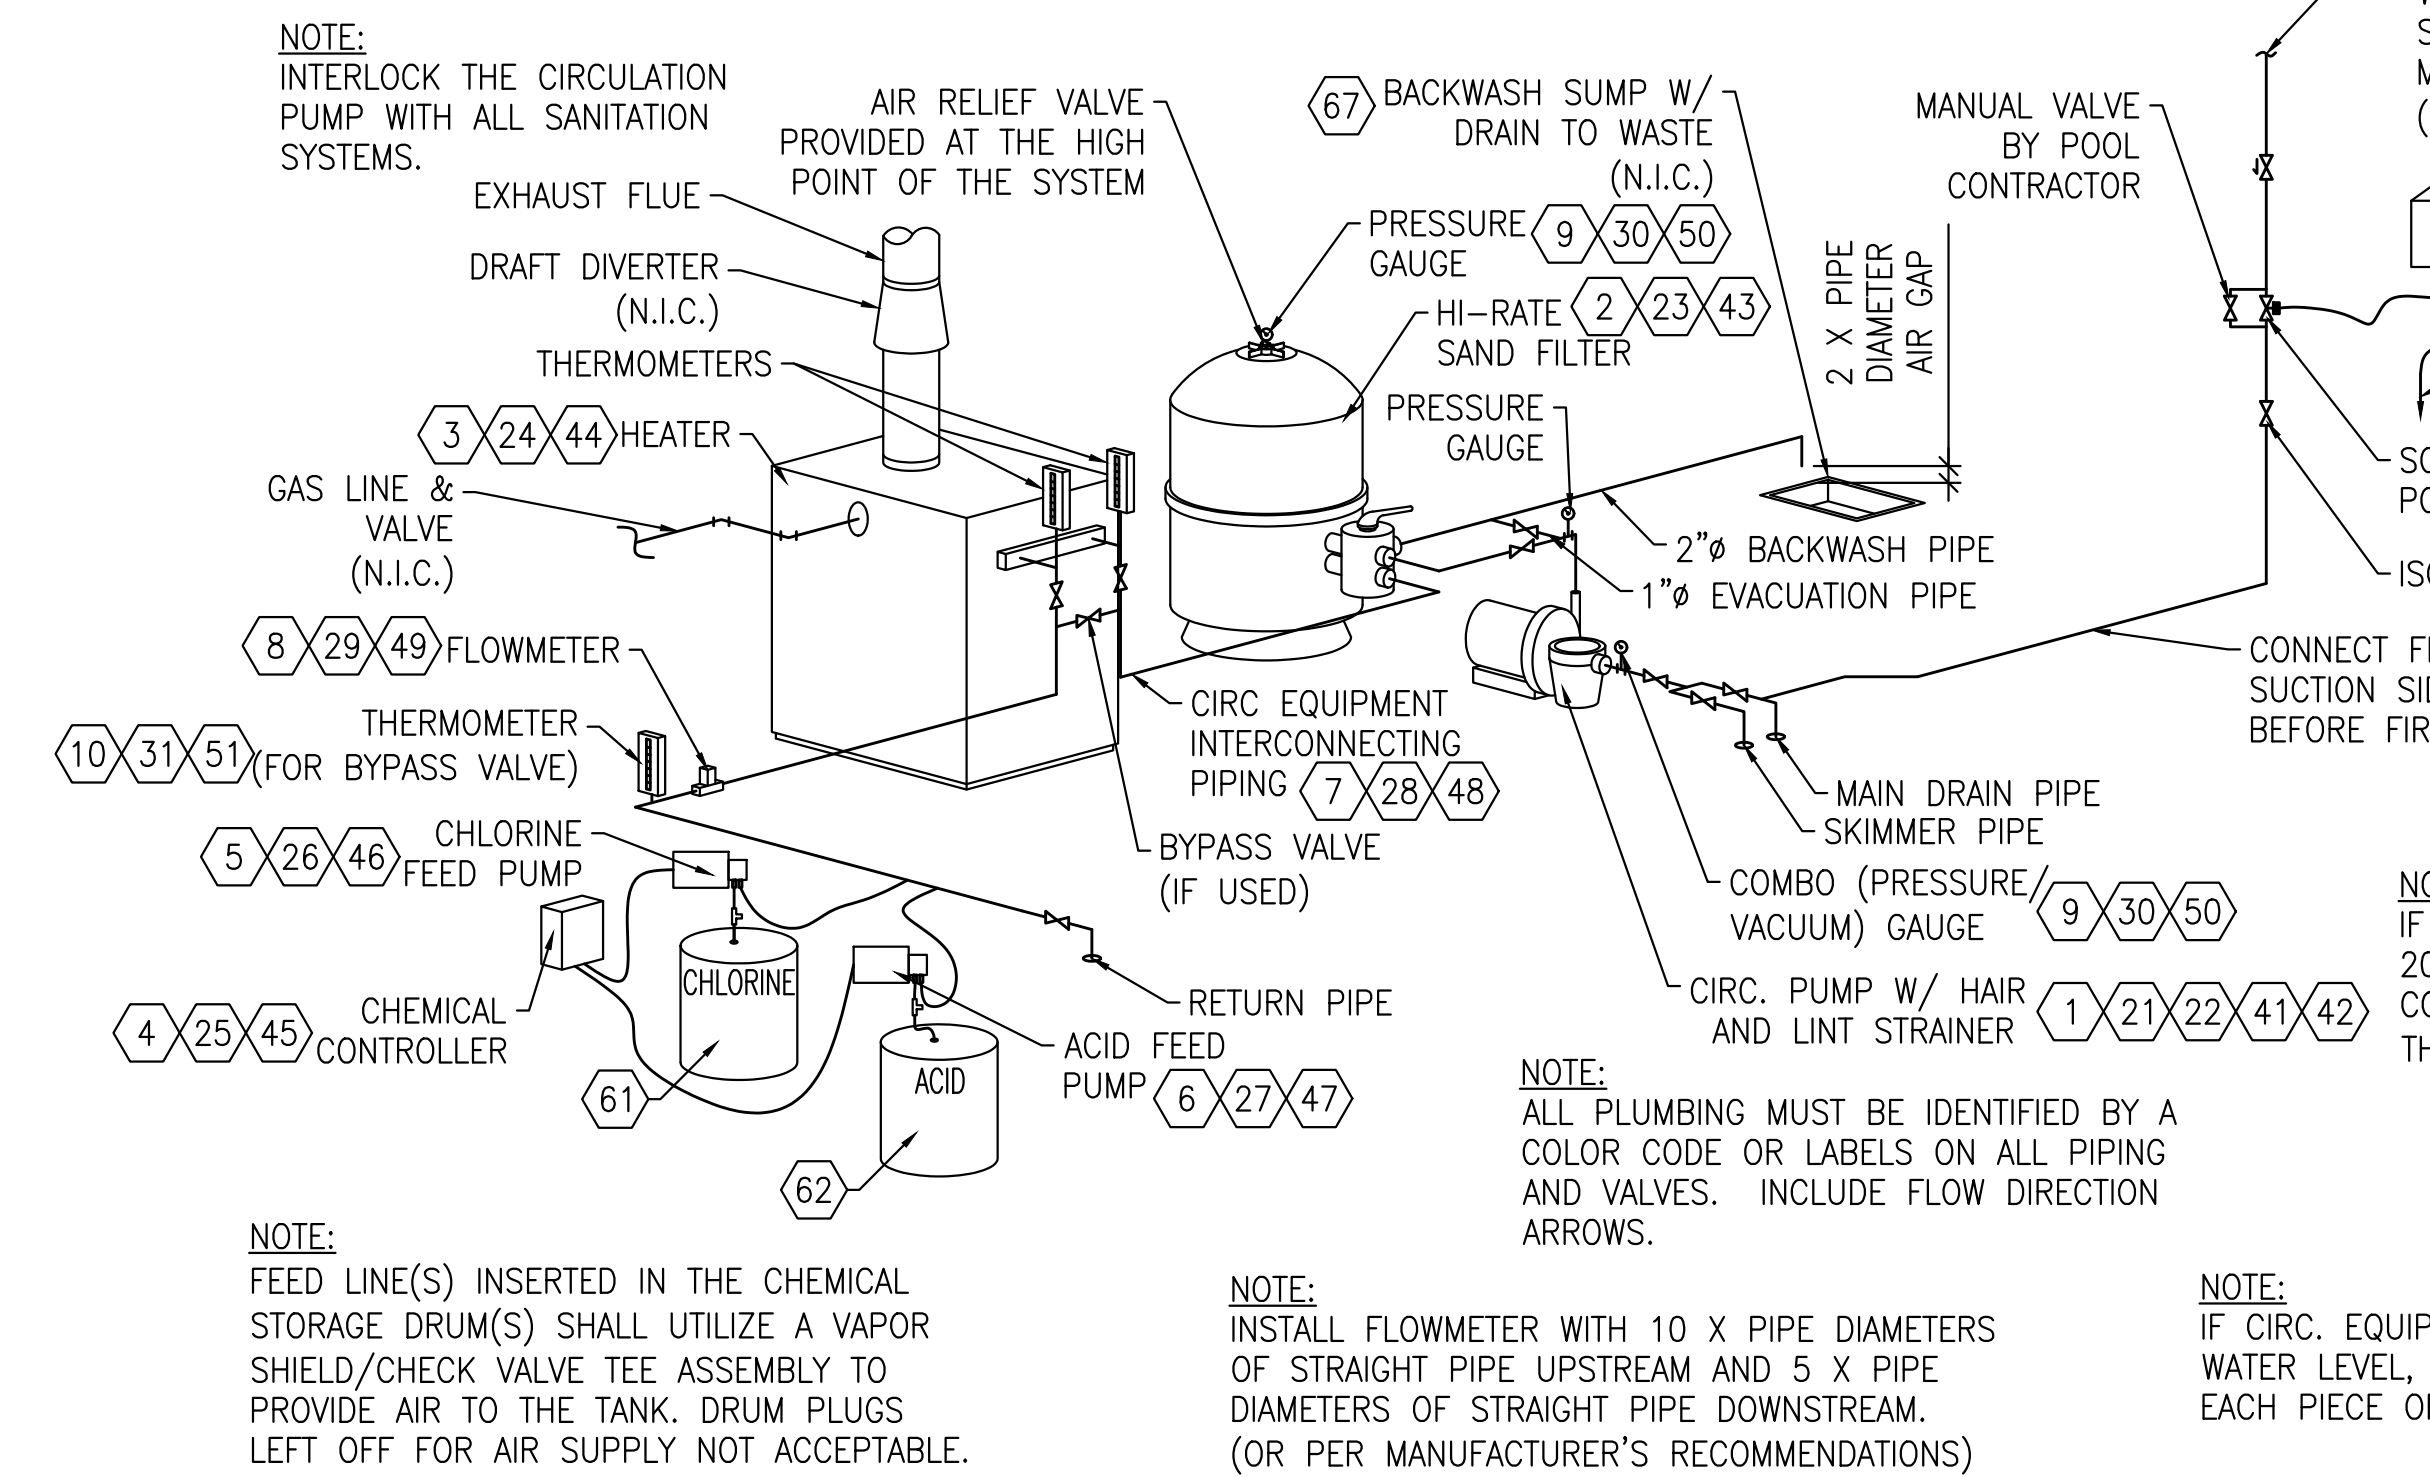 NOTE:
INTERLOCK THE CIRCULATION
PUMP WITH ALL SANITATION
SYSTEMS.
EXHAUST FLUE
DRAFT DIVERTER
(N.I.C.)
THERMOMETERS
3 24 44 HEATER
GAS LINE &
VALVE
(N.I.C.)
8 29 49 FLOWMETER
THERMOMETER
10 31 51 (FOR BYPASS VALVE)
CHLORINE
5 26 46 FEED PUMP
CHEMICAL
4 25 45 CONTROLLER
CHLORINE
61
ACID
62
AIR RELIEF VALVE
PROVIDED AT THE HIGH
POINT OF THE SYSTEM
67 BACKWASH SUMP W/
DRAIN TO WASTE
(N.I.C.)
PRESSURE 9 30 50
GAUGE
HI-RATE 2 23 43
SAND FILTER
PRESSURE
GAUGE
2 X PIPE
DIAMETER
AIR GAP
MANUAL VALVE
BY POOL
CONTRACTOR
2"ø BACKWASH PIPE
1"ø EVACUATION PIPE
CIRC EQUIPMENT
INTERCONNECTING
PIPING 7 28 48
BYPASS VALVE
(IF USED)
MAIN DRAIN PIPE
SKIMMER PIPE
COMBO (PRESSURE/
VACUUM) GAUGE 9 30 50
CIRC. PUMP W/ HAIR
AND LINT STRAINER 1 21 22 41 42
RETURN PIPE
ACID FEED
PUMP 6 27 47
CONNECT
SUCTION
BEFORE
NOTE:
ALL PLUMBING MUST BE IDENTIFIED BY A
COLOR CODE OR LABELS ON ALL PIPING
AND VALVES. INCLUDE FLOW DIRECTION
ARROWS.
NOTE:
FEED LINE(S) INSERTED IN THE CHEMICAL
STORAGE DRUM(S) SHALL UTILIZE A VAPOR
SHIELD/CHECK VALVE TEE ASSEMBLY TO
PROVIDE AIR TO THE TANK. DRUM PLUGS
LEFT OFF FOR AIR SUPPLY NOT ACCEPTABLE.
NOTE:
INSTALL FLOWMETER WITH 10 X PIPE DIAMETERS
OF STRAIGHT PIPE UPSTREAM AND 5 X PIPE
DIAMETERS OF STRAIGHT PIPE DOWNSTREAM.
(OR PER MANUFACTURER'S RECOMMENDATIONS)
IF
NOTE:
IF CIRC.
WATER LEVEL,
EACH PIECE